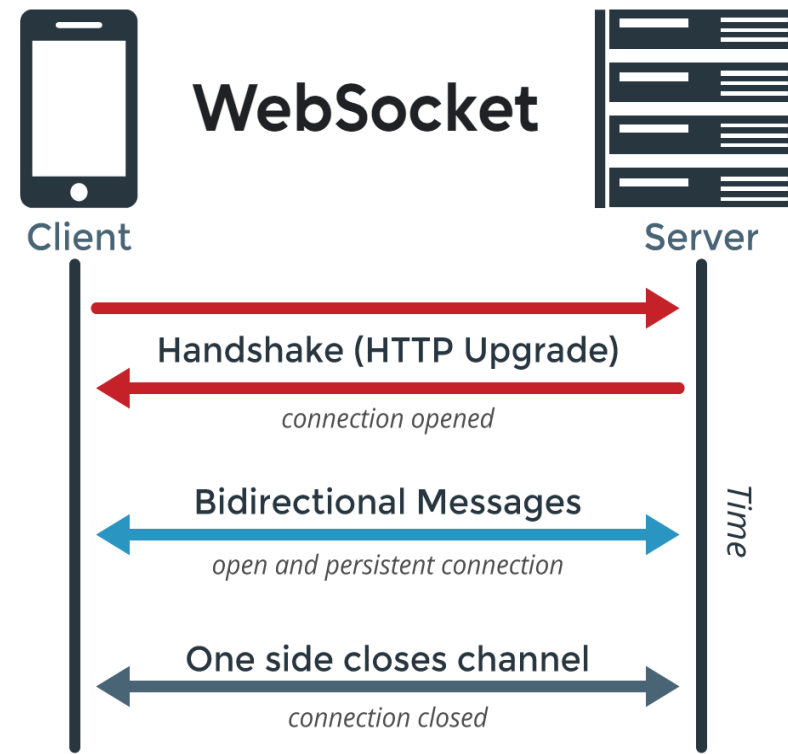 WebSocket
Client
Server
Handshake (HTTP Upgrade)
connection opened
Bidirectional Messages
Time
open and persistent connection
One side closes channel
connection closed